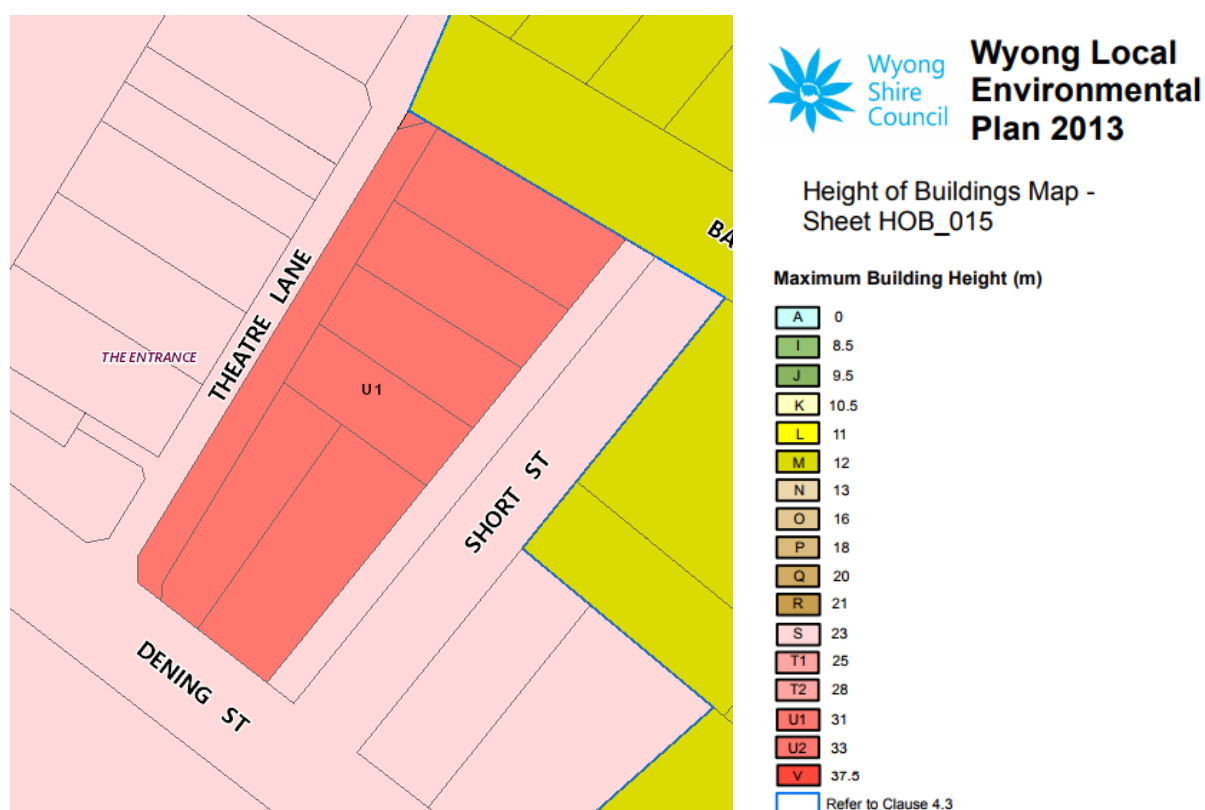 THE ENTRANCE
THEATRE LANE
U1
BA
SHORT ST
DENING ST
Wyong
Shire
Council
Wyong Local
Environmental
Plan 2013
Height of Buildings Map -
Sheet HOB_015
Maximum Building Height (m)
A 0
I 8.5
J 9.5
K 10.5
L 11
M 12
N 13
O 16
P 18
Q 20
R 21
S 23
T1 25
T2 28
U1 31
U2 33
V 37.5
Refer to Clause 4.3